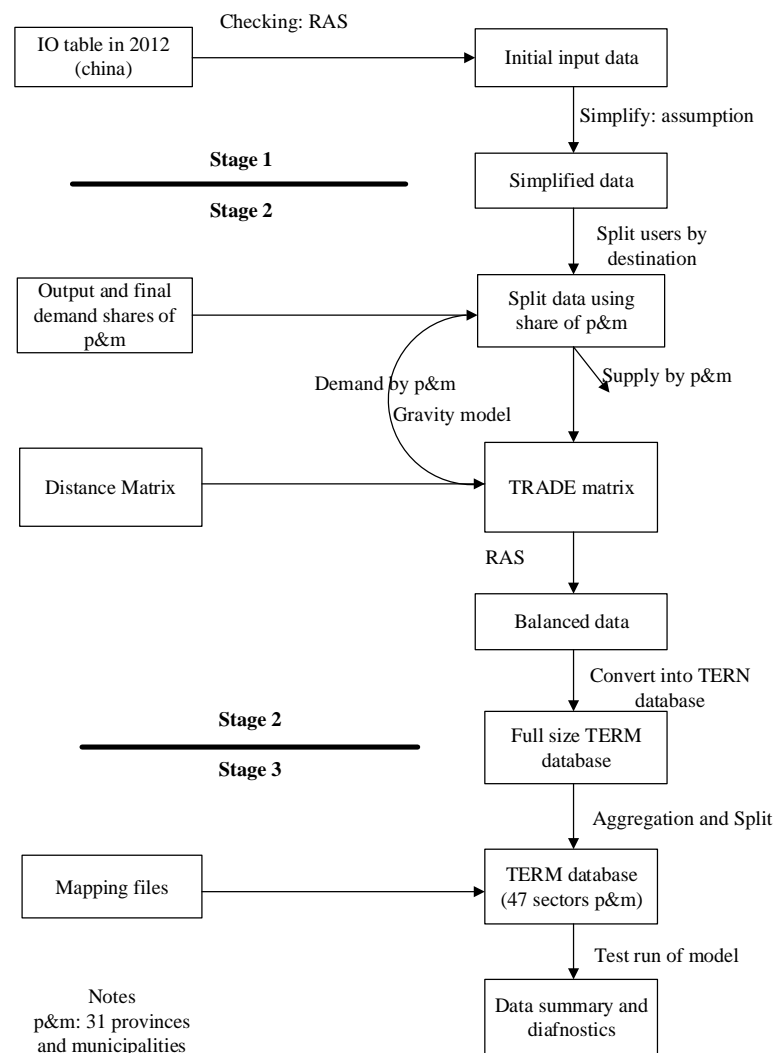 Checking: RAS
IO table in 2012
(china)
Initial input data
Simplify: assumption
Stage 1
Simplified data
Stage 2
Split users by
destination
Output and final
demand shares of
p&m
Split data using
share of p&m
Supply by p&m
Demand by p&m
Gravity model
Distance Matrix
TRADE matrix
RAS
Balanced data
Convert into TERN
database
Stage 2
Full size TERM
database
Stage 3
Aggregation and Split
Mapping files
TERM database
(47 sectors p&m)
Test run of model
Notes
p&m: 31 provinces
and municipalities
Data summary and
diafnostics